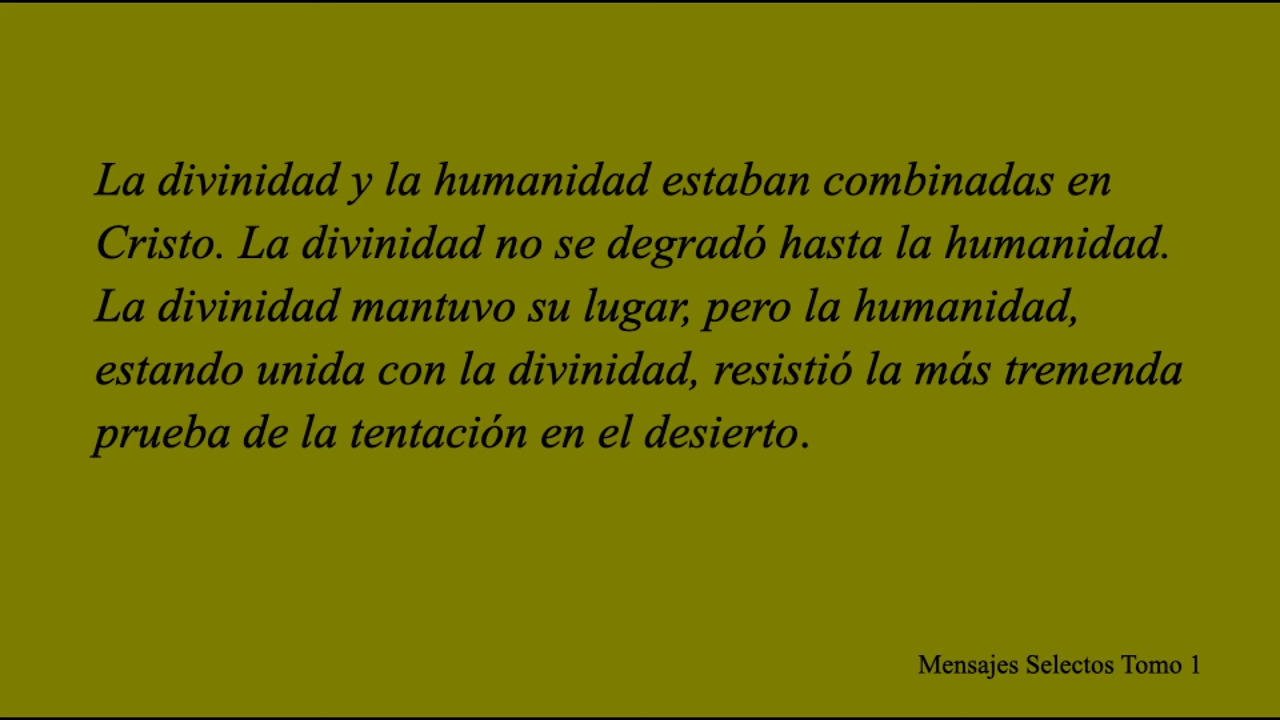 La divinidad y la humanidad estaban combinadas en
Cristo. La divinidad no se degradó hasta la humanidad.
La divinidad mantuvo su lugar, pero la humanidad,
estando unida con la divinidad, resistió la más tremenda
prueba de la tentación en el desierto.
Mensajes Selectos Tomo 1